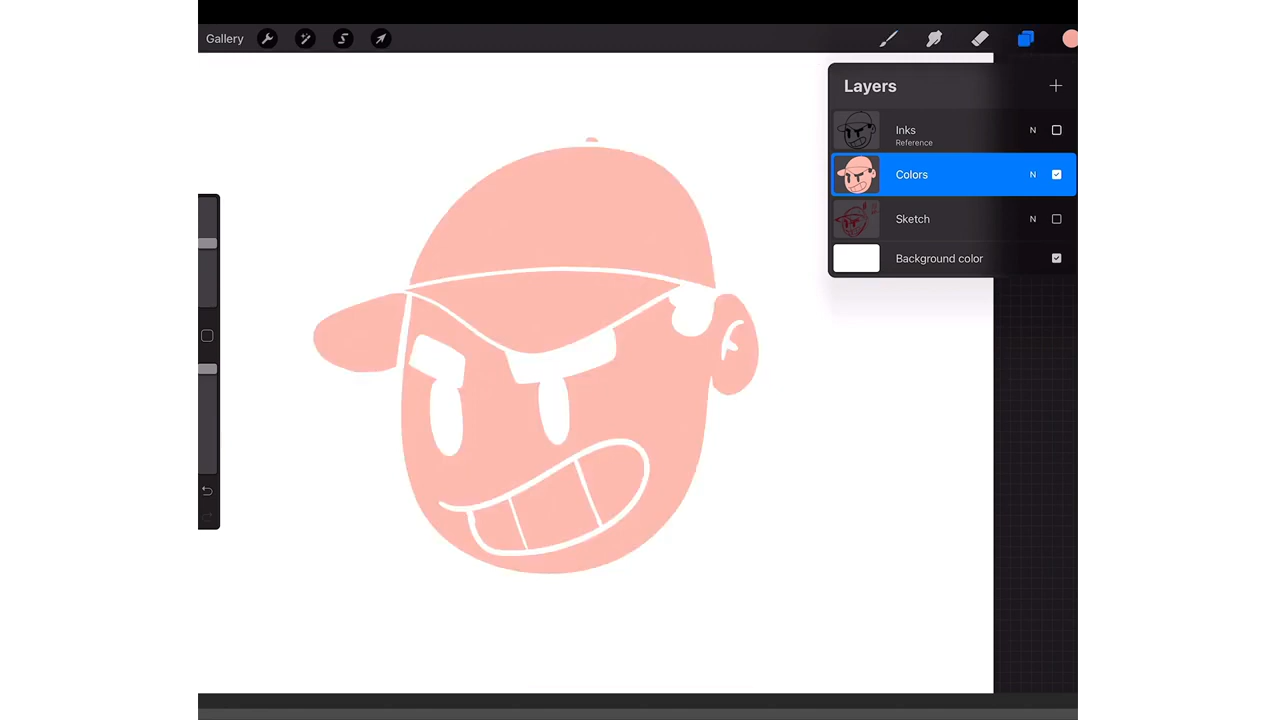 Gallery
Layers
Inks N
Reference
Colors N
Sketch N
Background color